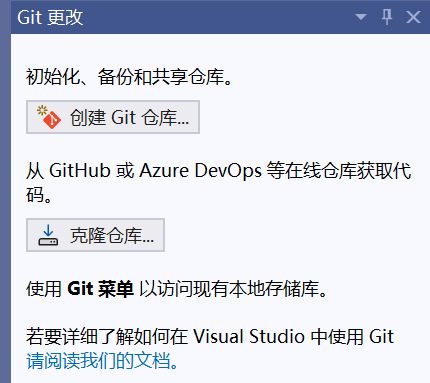 Git 更改
初始化、备份和共享仓库。
创建 Git 仓库...
从 GitHub 或 Azure DevOps 等在线仓库获取代
码。
克隆仓库...
使用 Git 菜单 以访问现有本地存储库。
若要详细了解如何在 Visual Studio 中使用 Git
请阅读我们的文档。